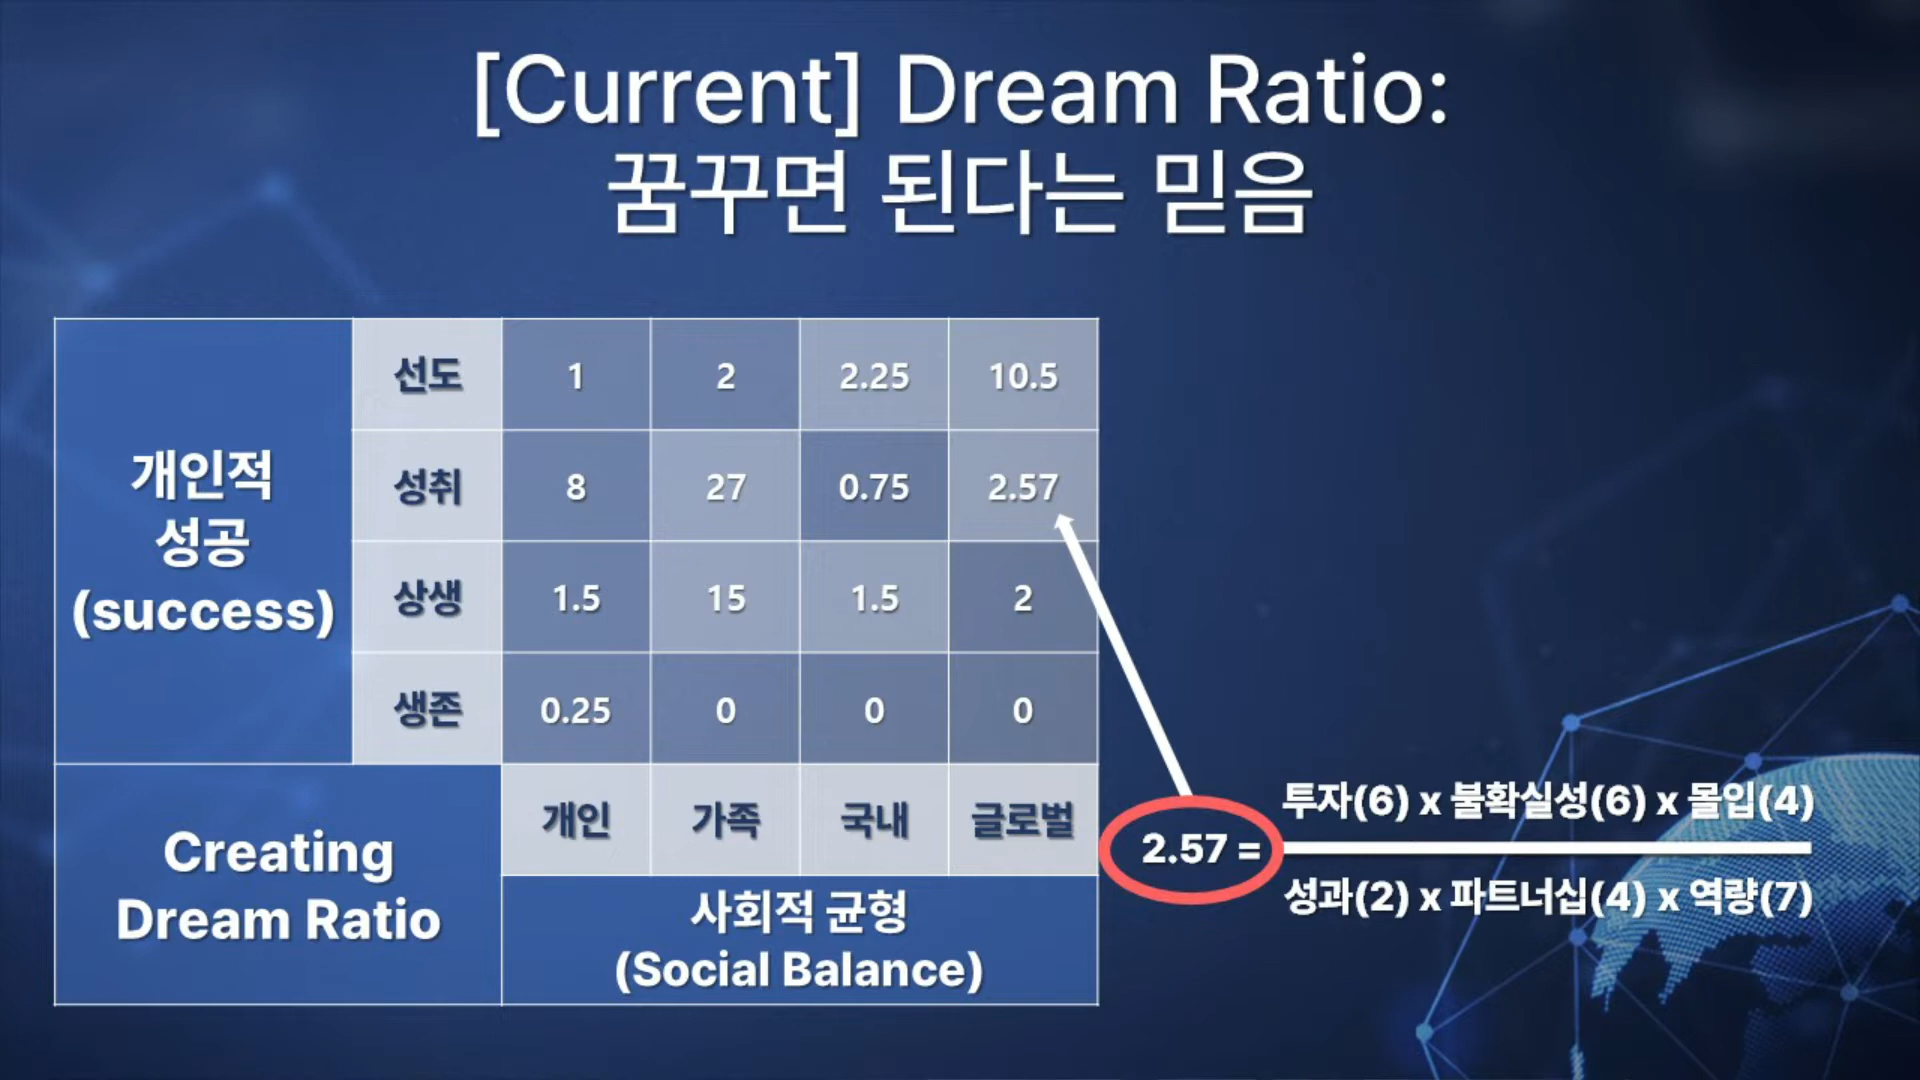 [Current] Dream Ratio:
꿈꾸면 된다는 믿음
개인적
성공
(success)
선도 1 2 2.25 10.5
성취 8 27 0.75 2.57
상생 1.5 15 1.5 2
생존 0.25 0 0 0
Creating
Dream Ratio
개인 가족 국내 글로벌
사회적 균형
(Social Balance)
투자(6) x 불확실성(6) x 몰입(4)
2.57 =
성과(2) x 파트너십(4) x 역량(7)